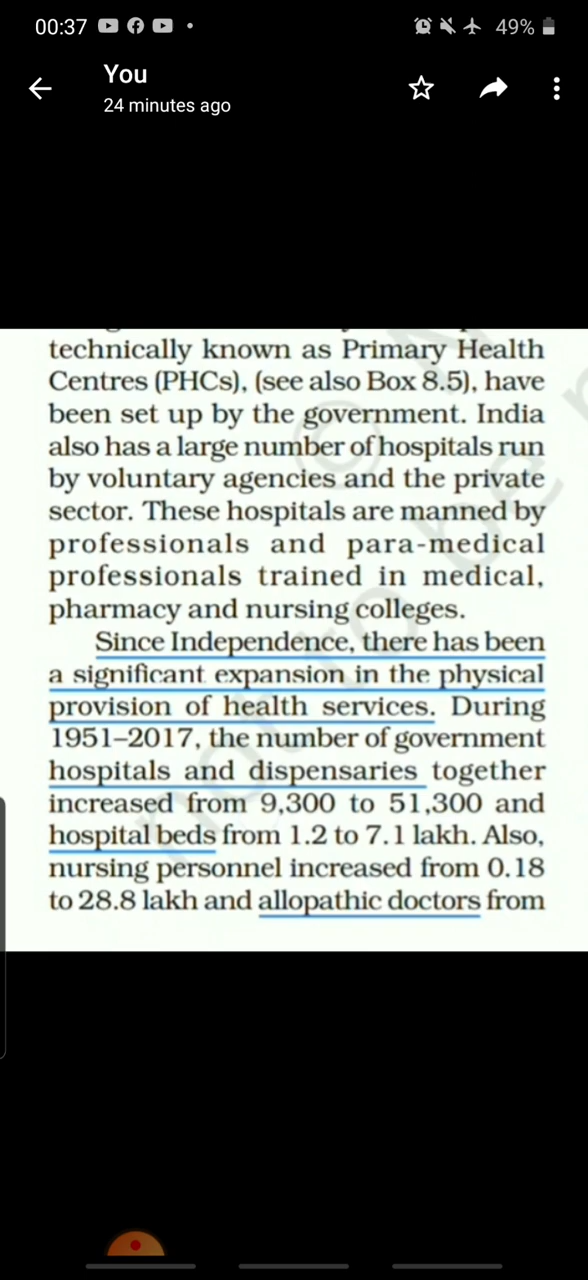 00:37
49%
You
24 minutes ago
technically known as Primary Health
Centres (PHCs), (see also Box 8.5), have
been set up by the government. India
also has a large number of hospitals run
by voluntary agencies and the private
sector. These hospitals are manned by
professionals and para-medical
professionals trained in medical,
pharmacy and nursing colleges.
Since Independence, there has been
a significant expansion in the physical
provision of health services. During
1951–2017, the number of government
hospitals and dispensaries together
increased from 9,300 to 51,300 and
hospital beds from 1.2 to 7.1 lakh. Also,
nursing personnel increased from 0.18
to 28.8 lakh and allopathic doctors from
not to be